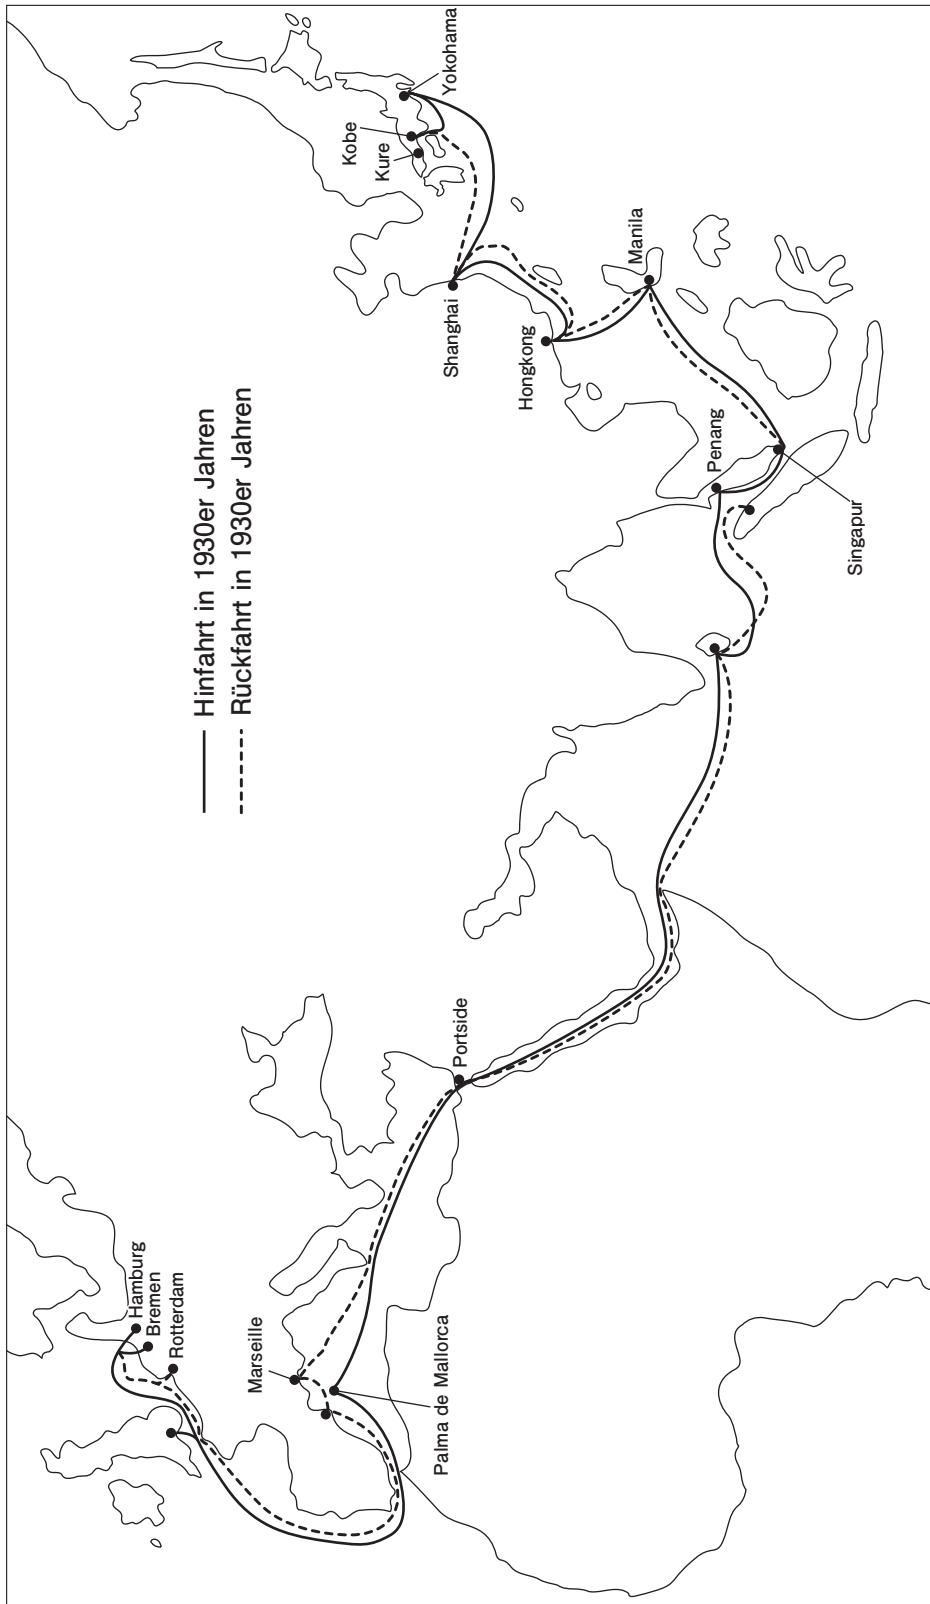 Hinfahrt in 1930er Jahren
Rückfahrt in 1930er Jahren
Hamburg
Bremen
Rotterdam
Marseille
Palma de Mallorca
Portside
Penang
Singapur
Manila
Hongkong
Shanghai
Kure
Kobe
Yokohama